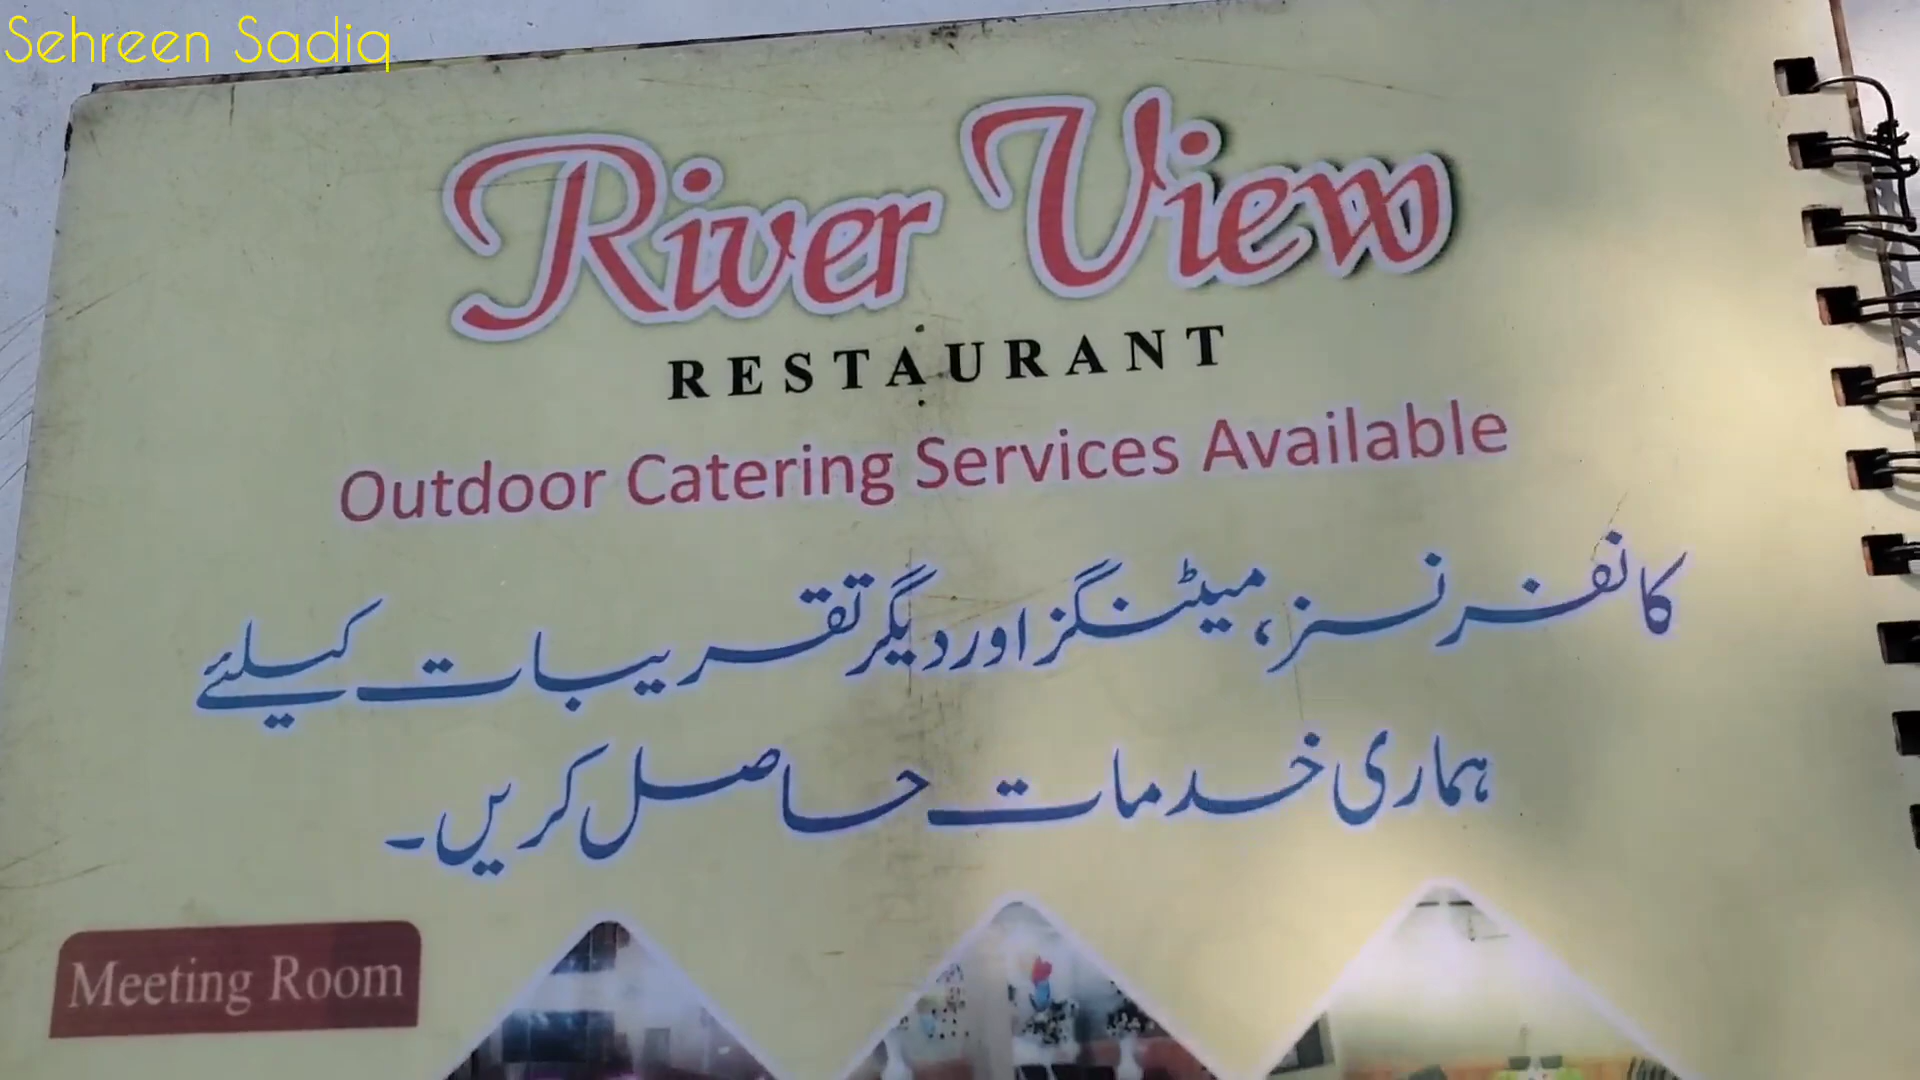 Sehreen Sadiq
River View
RESTAURANT
Outdoor Catering Services Available
کانفرنسز، میٹنگز اور دیگر تقریبات کیلئے
ہماری خدمات حاصل کریں۔
Meeting Room